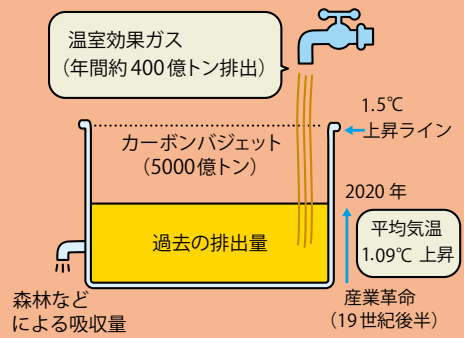 温室効果ガス
（年間約400億トン排出）
1.5℃
上昇ライン
カーボンバジェット
（5000億トン）
2020年
過去の排出量
平均気温
1.09℃ 上昇
森林など
による吸収量
産業革命
（19世紀後半）